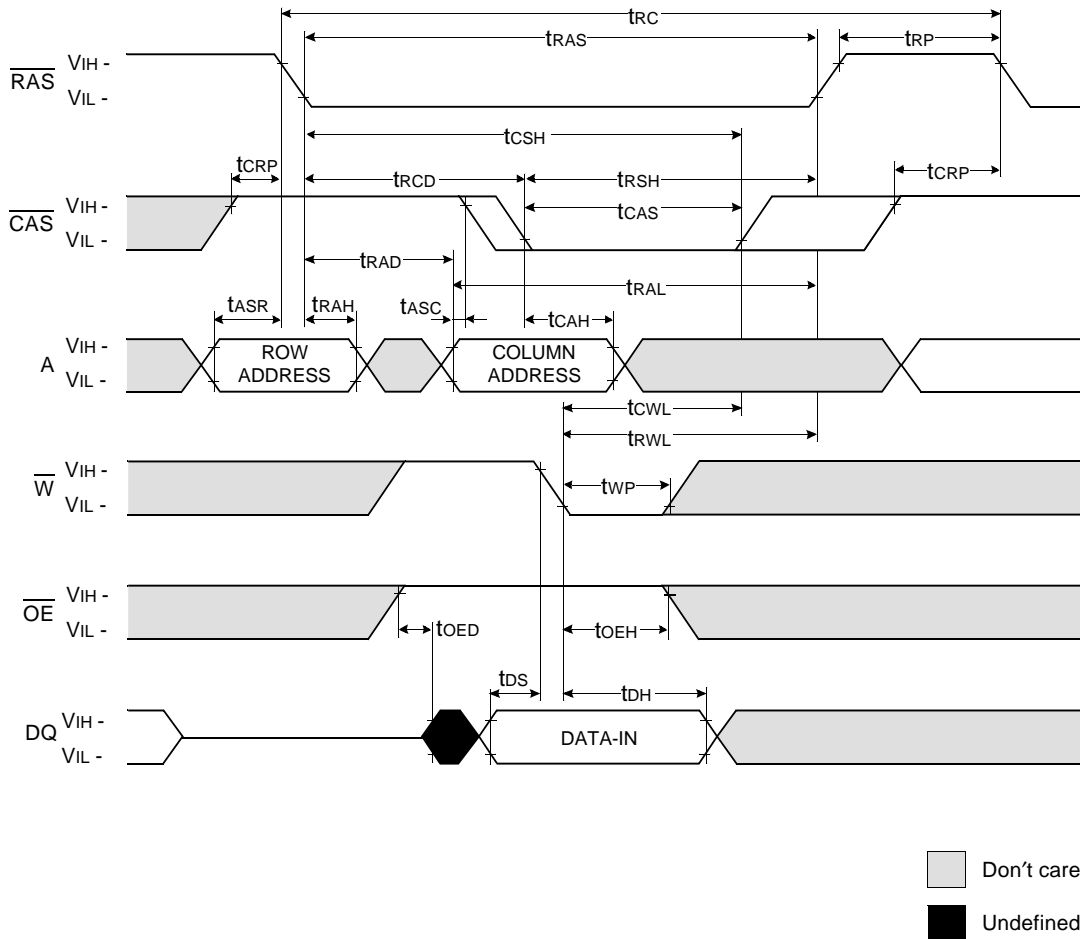 tRC
tRAS
tRP
RAS
VIH -
VIL -
tCSH
tCRP
tRCD
tRSH
tCRP
CAS
VIH -
VIL -
tCAS
tRAD
tRAL
tASR
tRAH
tASC
tCAH
A
VIH -
VIL -
ROW
ADDRESS
COLUMN
ADDRESS
tCWL
tRWL
W
VIH -
VIL -
tWP
OE
VIH -
VIL -
tOED
tOEH
tDS
tDH
DQ
VIH -
VIL -
DATA-IN
Don′t care
Undefined